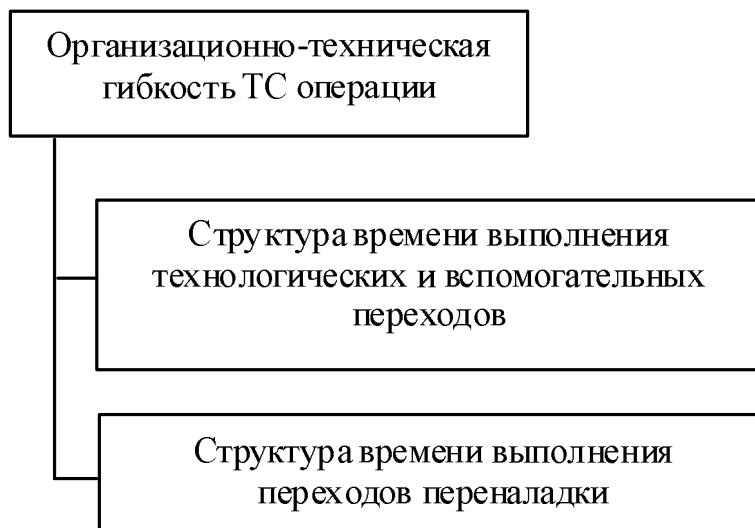 Организационно-техническая
гибкость ТС операции
Структура времени выполнения
технологических и вспомогательных
переходов
Структура времени выполнения
переходов переналадки